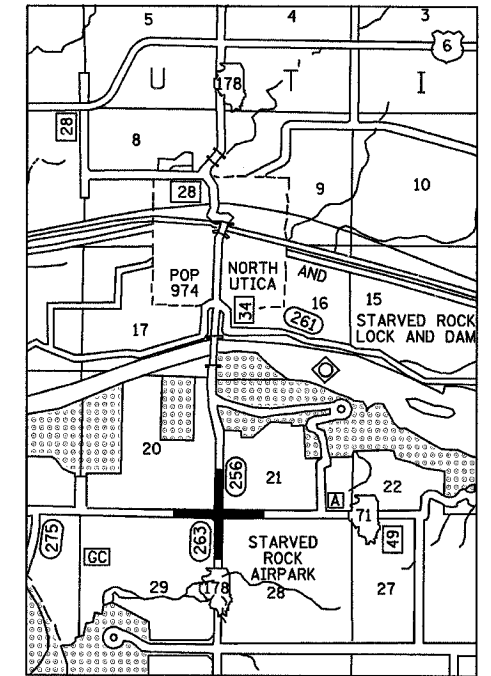 5
4
3
6
U
T
I
178
28
8
28
9
10
POP
974
NORTH
UTICA
AND
34
261
16
15
STARVED ROCK
LOCK AND DAM
17
20
256
21
22
A
71
275
GC
263
49
STARVED
ROCK
AIRPARK
29
178
28
27